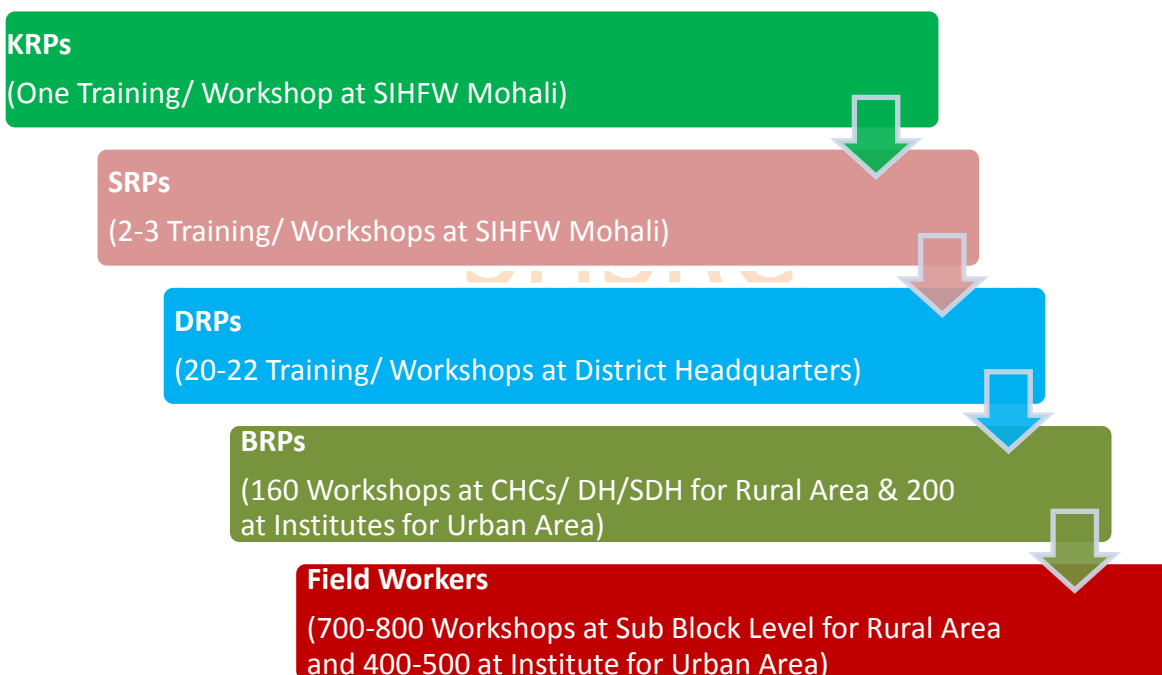 KRPs
(One Training/ Workshop at SIHFW Mohali)
SRPs
(2-3 Training/ Workshops at SIHFW Mohali)
DRPs
(20-22 Training/ Workshops at District Headquarters)
BRPs
(160 Workshops at CHCs/ DH/SDH for Rural Area & 200
at Institutes for Urban Area)
Field Workers
(700-800 Workshops at Sub Block Level for Rural Area
and 400-500 at Institute for Urban Area)